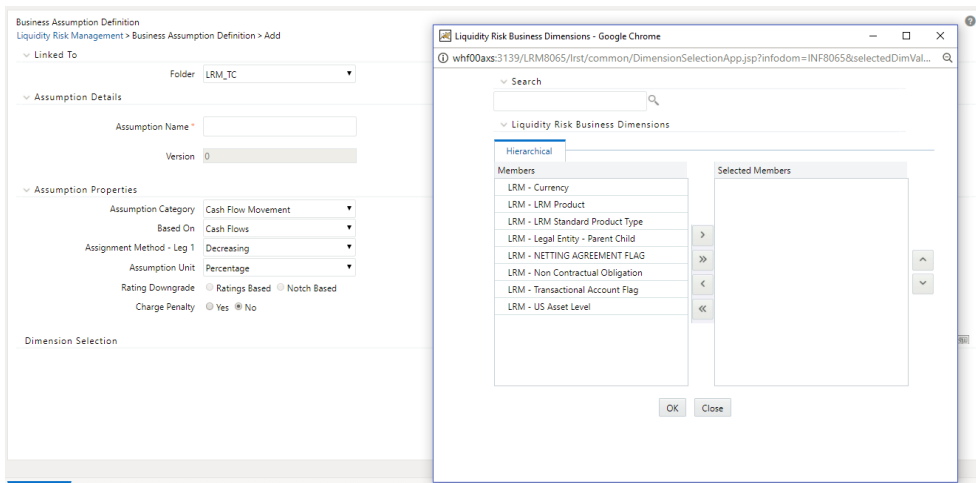 Business Assumption Definition
Liquidity Risk Management > Business Assumption Definition > Add
Linked To
Folder LRM_TC
Assumption Details
Assumption Name *
Version 0
Assumption Properties
Assumption Category Cash Flow Movement
Based On Cash Flows
Assignment Method - Leg 1 Decreasing
Assumption Unit Percentage
Rating Downgrade Ratings Based Notch Based
Charge Penalty Yes No
Dimension Selection
Liquidity Risk Business Dimensions - Google Chrome
whf00axs:3139/LRM8065/lrst/common/DimensionSelectionApp.jsp?infodom=INF8065&selectedDimVal...
Search
Liquidity Risk Business Dimensions
Hierarchical
Members
Selected Members
LRM - Currency
LRM - LRM Product
LRM - LRM Standard Product Type
LRM - Legal Entity - Parent Child
LRM - NETTING AGREEMENT FLAG
LRM - Non Contractual Obligation
LRM - Transactional Account Flag
LRM - US Asset Level
OK Close